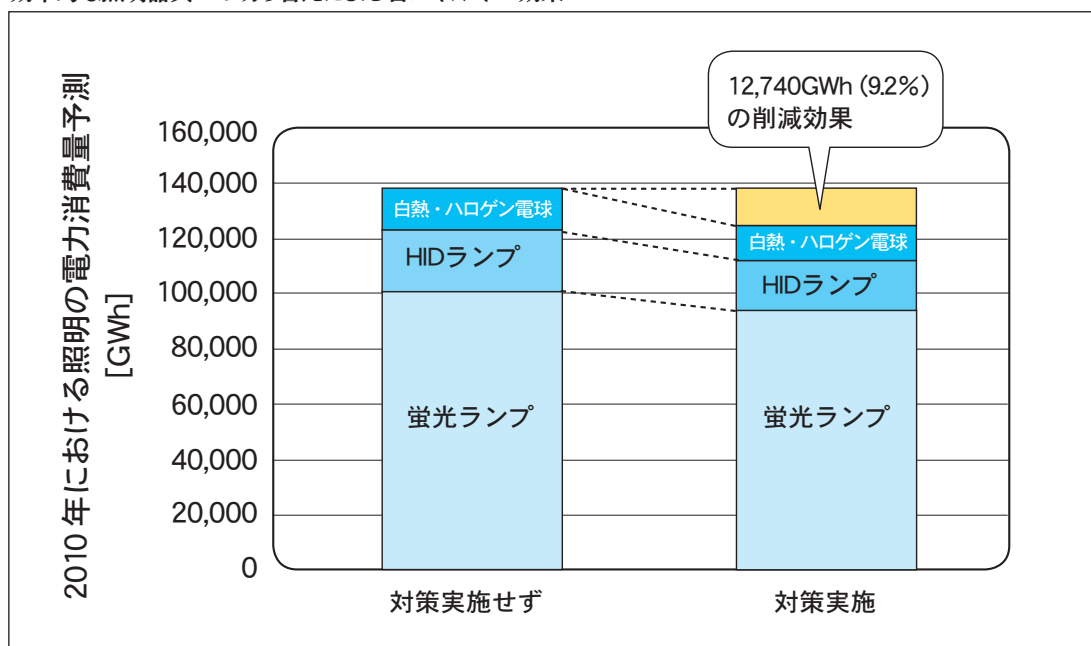 12,740GWh (9.2%)
の削減効果
2010年における照明の電力消費量予測
[GWh]
160,000
140,000
120,000
100,000
80,000
60,000
40,000
20,000
0
白熱・ハロゲン電球
HIDランプ
蛍光ランプ
白熱・ハロゲン電球
HIDランプ
蛍光ランプ
対策実施せず
対策実施